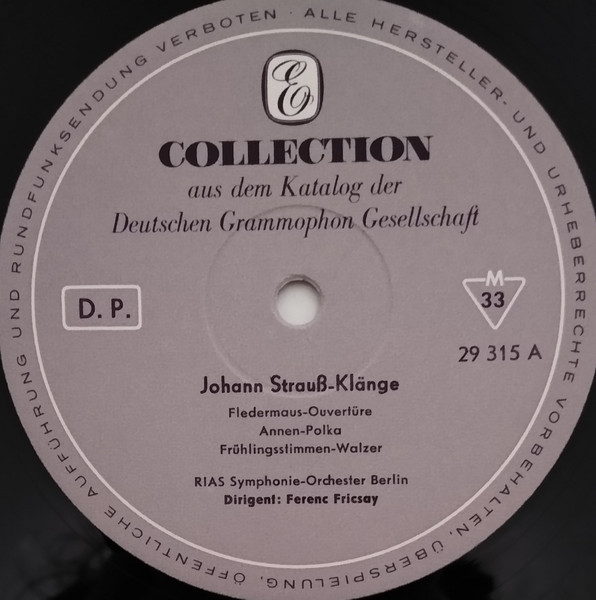 ALLE HERSTELLER- UND URHEBERRECHTE VORBEHALTEN. ÜBERSPIELUNG, ÖFFENTLICHE AUFFÜHRUNG UND RUNDFUNKSENDUNG VERBOTEN ·
E
COLLECTION
aus dem Katalog der
Deutschen Grammophon Gesellschaft
D. P.
M
33
29 315 A
Johann Strauß-Klänge
Fledermaus-Ouvertüre
Annen-Polka
Frühlingsstimmen-Walzer
RIAS Symphonie-Orchester Berlin
Dirigent: Ferenc Fricsay